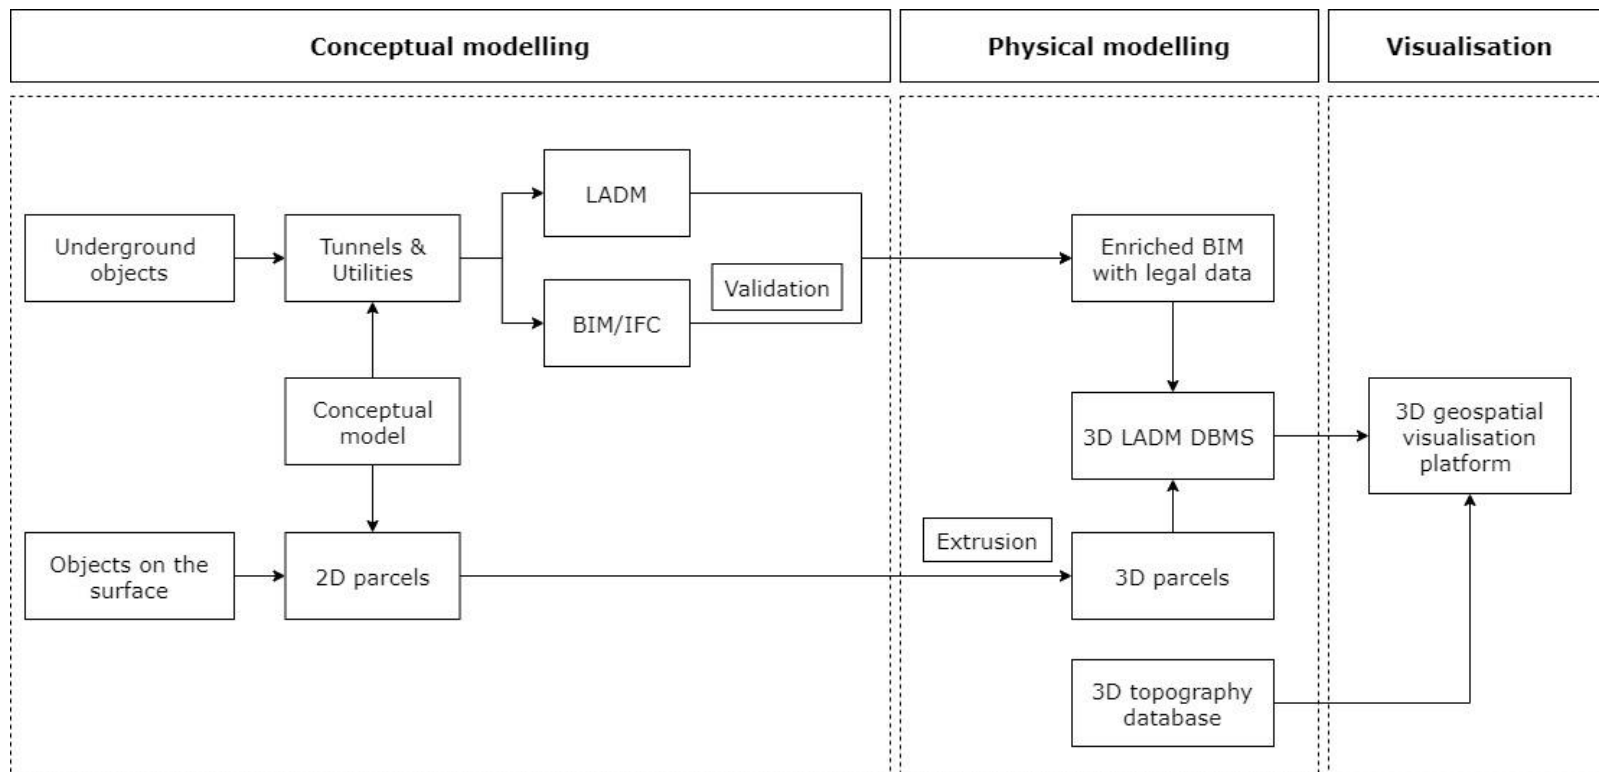 Conceptual modelling
Physical modelling
Visualisation
Underground
objects
Tunnels &
Utilities
LADM
BIM/IFC
Validation
Conceptual
model
Objects on the
surface
2D parcels
Enriched BIM
with legal data
3D LADM DBMS
Extrusion
3D parcels
3D topography
database
3D geospatial
visualisation
platform